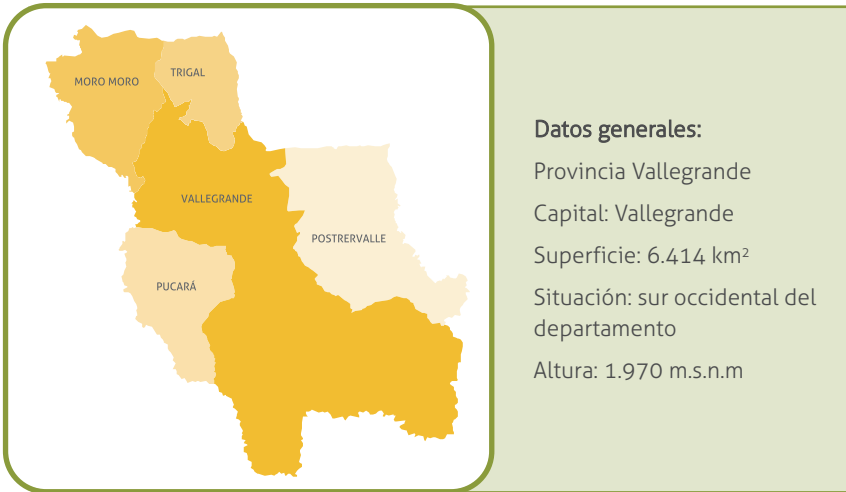 MORO MORO
TRIGAL
VALLEGRANDE
POSTRERVALLE
PUCARÁ
Datos generales:
Provincia Vallegrande
Capital: Vallegrande
Superficie: 6.414 km²
Situación: sur occidental del
departamento
Altura: 1.970 m.s.n.m